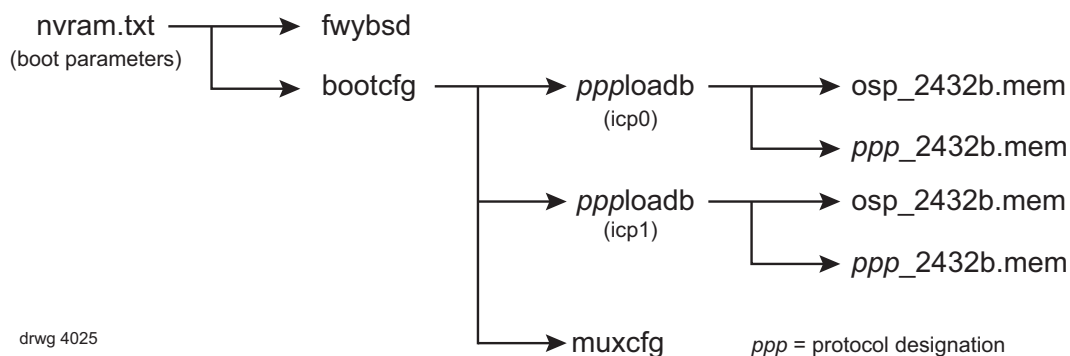 nvram.txt
(boot parameters)
fwybsd
bootcfg
ppploadb
(icp0)
osp_2432b.mem
ppp_2432b.mem
ppploadb
(icp1)
osp_2432b.mem
ppp_2432b.mem
muxcfg
drwg 4025
ppp = protocol designation